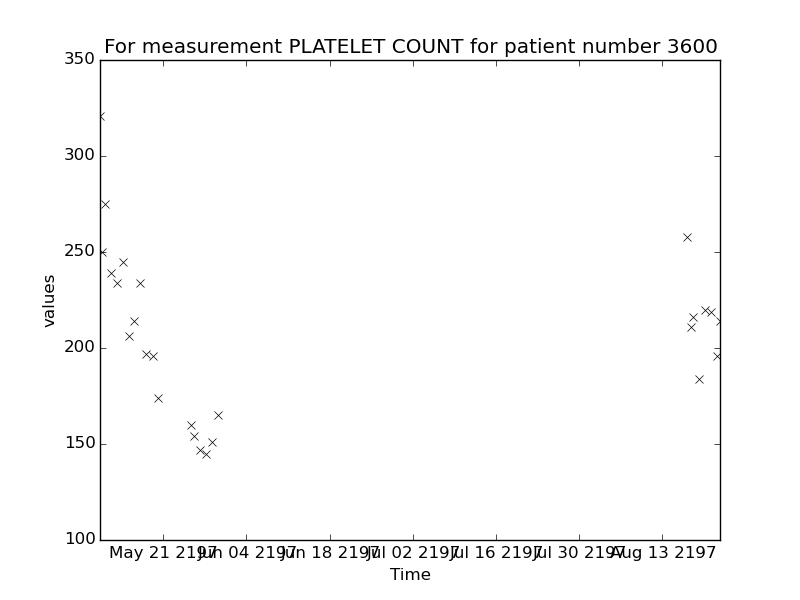 For measurement PLATELET COUNT for patient number 3600
350
300
250
200
150
100
values
May 21 2197 Jun 04 2197 Jun 18 2197 Jul 02 2197 Jul 16 2197 Jul 30 2197 Aug 13 2197
Time